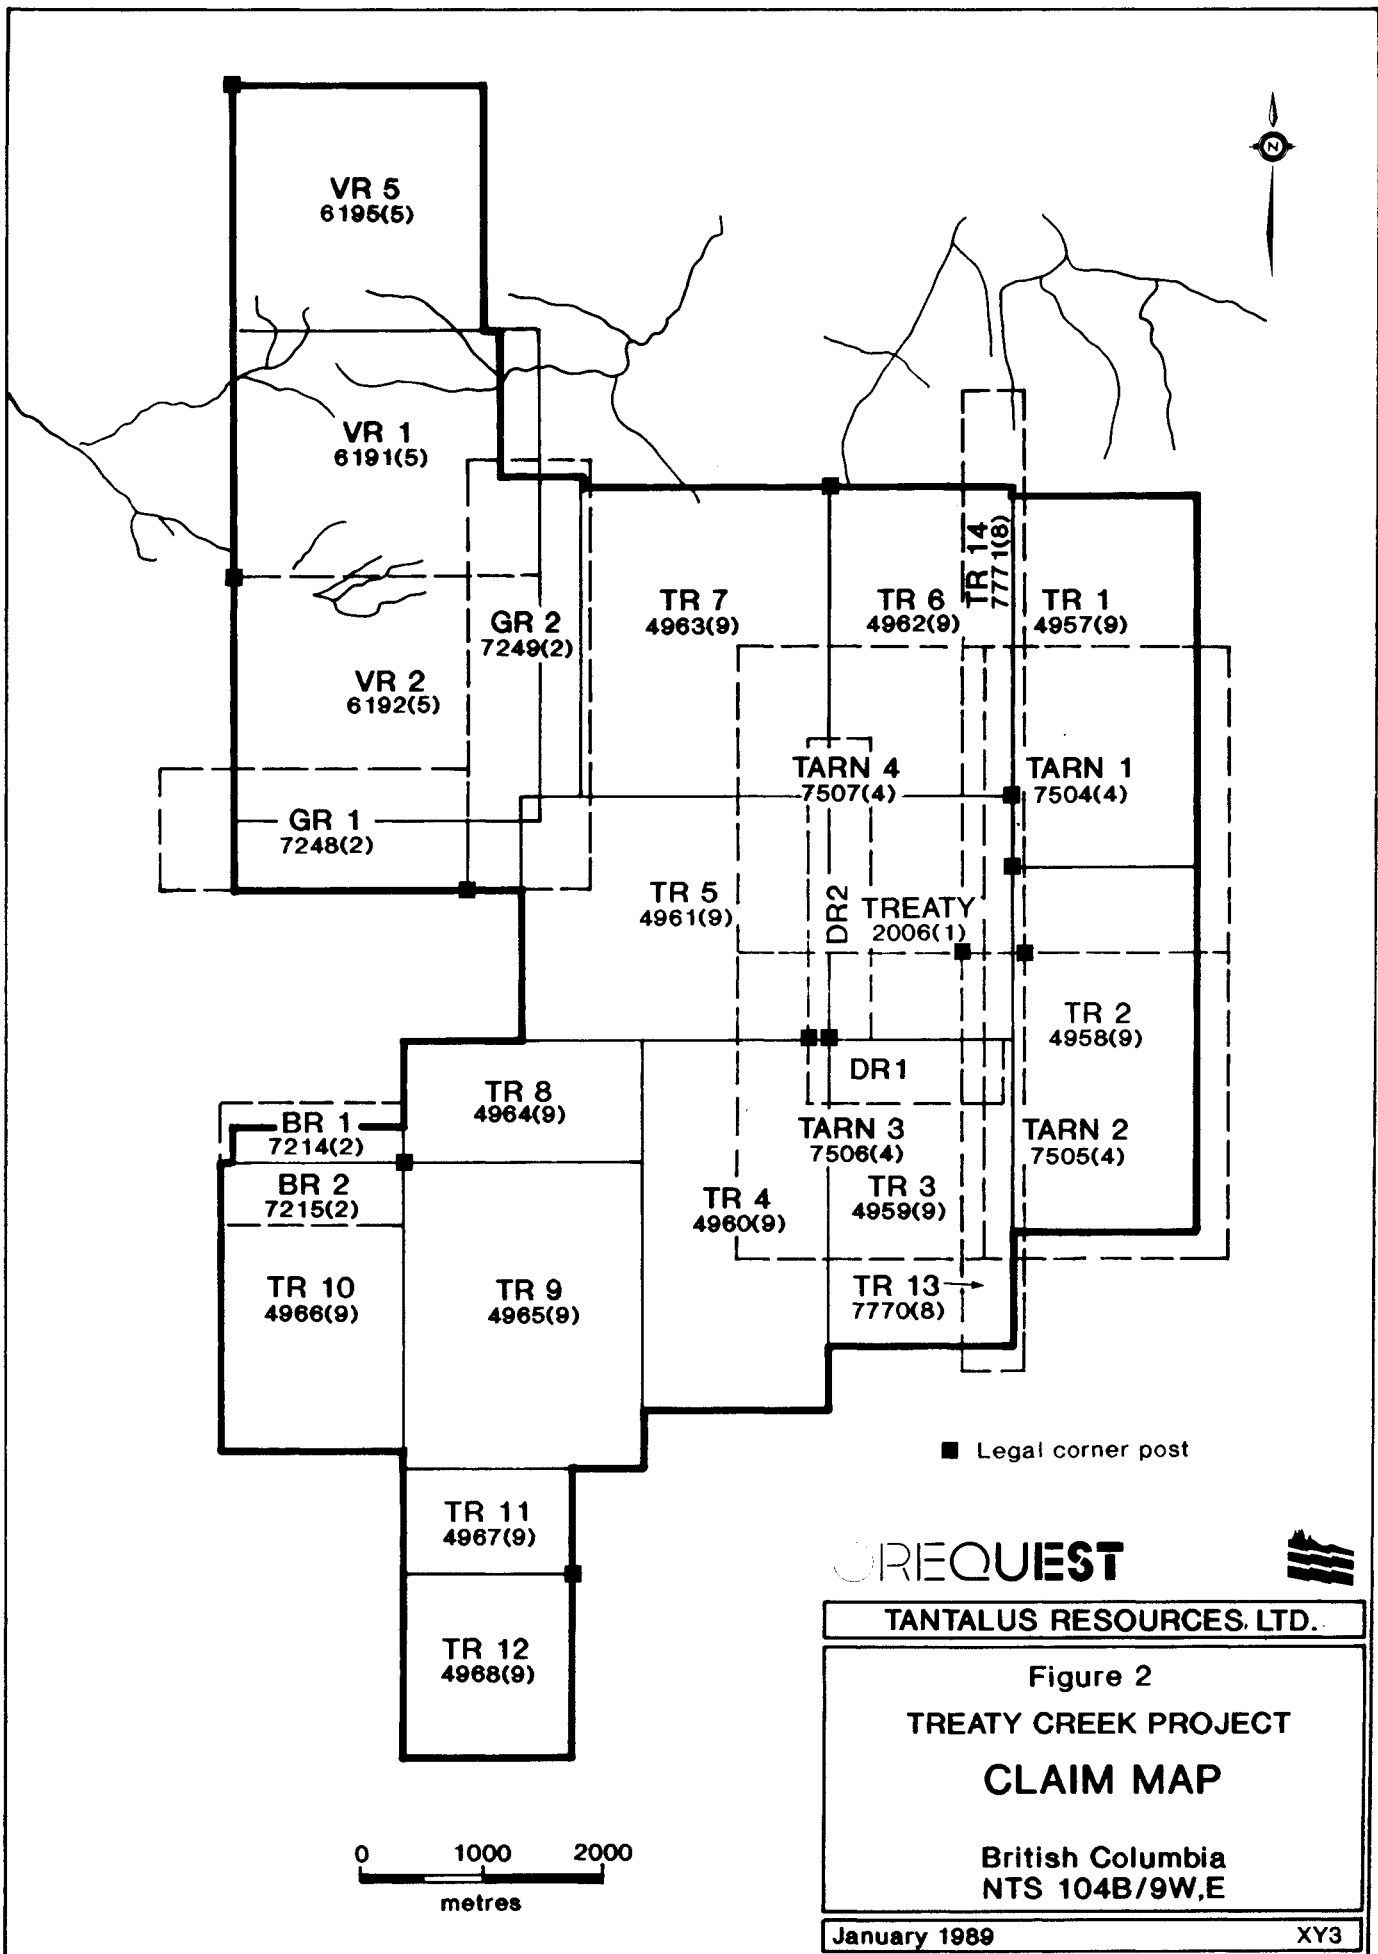 VR 5
6195(5)
N
VR 1
6191(5)
GR 2
7249(2)
VR 2
6192(5)
GR 1
7248(2)
TR 7
4963(9)
TR 6
4962(9)
TR 14
7771(8)
TR 1
4957(9)
TARN 4
7507(4)
TARN 1
7504(4)
TR 5
4961(9)
DR2
TREATY
2006(1)
TR 2
4958(9)
DR1
TR 8
4964(9)
BR 1
7214(2)
BR 2
7215(2)
TARN 3
7506(4)
TARN 2
7505(4)
TR 4
4960(9)
TR 3
4959(9)
TR 10
4966(9)
TR 9
4965(9)
TR 13
7770(8)
TR 11
4967(9)
TR 12
4968(9)
Legal corner post
OREQUEST
TANTALUS RESOURCES LTD.
Figure 2
TREATY CREEK PROJECT
CLAIM MAP
British Columbia
NTS 104B/9W,E
January 1989 XY3
0 1000 2000
metres